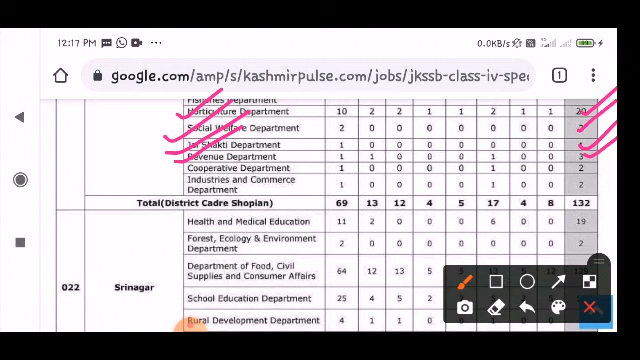 12:17 PM ... 0.0KB/s
google.com/amp/s/kashmirpulse.com/jobs/jkssb-class-iv-spec 1
Fisheries Department
Horticulture Department 10 2 2 1 1 2 1 1 20
Social Welfare Department 2 0 0 0 0 0 0 0
Jal Shakti Department 1 0 0 0 0 0 0 0
Revenue Department 1 1 0 0 0 1 0 0 3
Cooperative Department 1 0 0 0 0 1 0 0 2
Industries and Commerce Department 1 0 0 0 0 1 0 0 2
Total(District Cadre Shopian) 69 13 12 4 5 17 4 8 132
022 Srinagar
Health and Medical Education 11 2 0 0 0 6 0 0 19
Forest, Ecology & Environment Department 2 0 0 0 0 0 0 0 2
Department of Food, Civil Supplies and Consumer Affairs 64 12 13 5
School Education Department 25 4 5 2
Rural Development Department 4 1 1 0